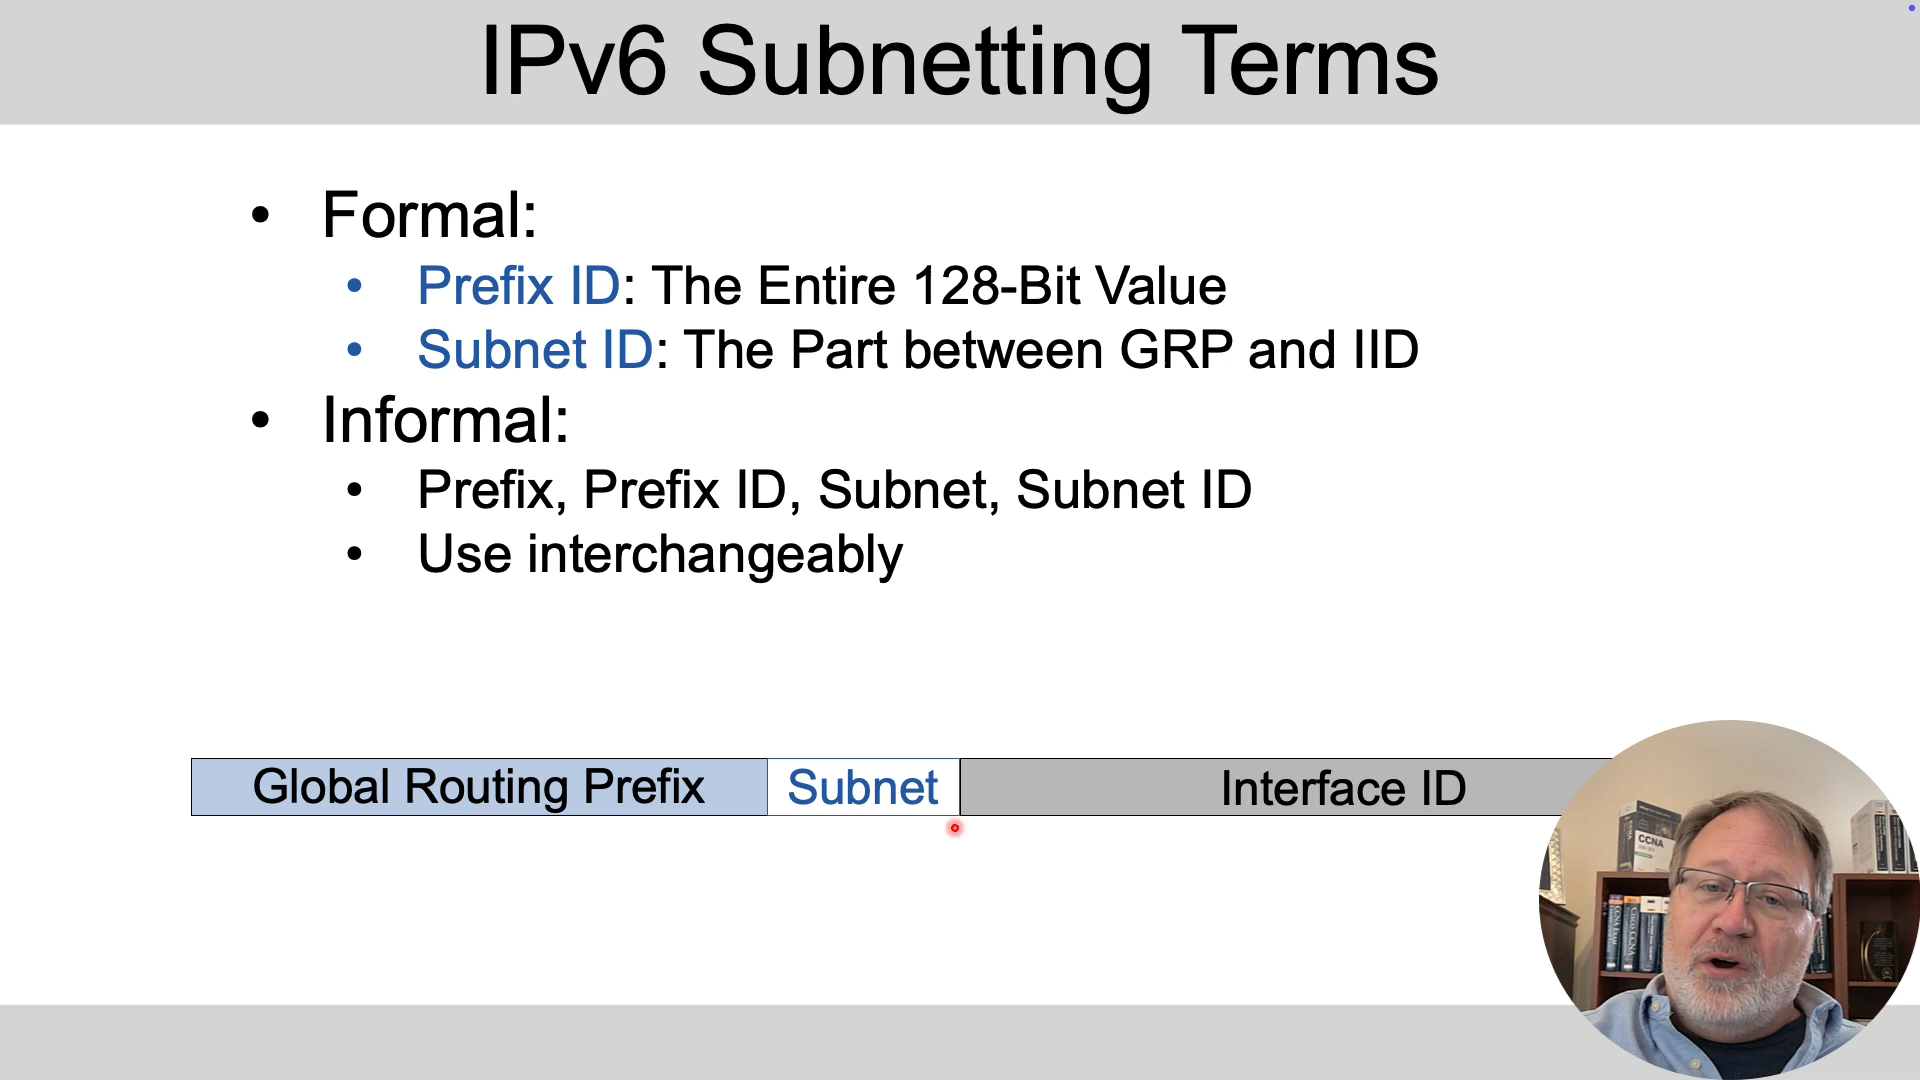 IPv6 Subnetting Terms
• Formal:
• Prefix ID: The Entire 128-Bit Value
• Subnet ID: The Part between GRP and IID
• Informal:
• Prefix, Prefix ID, Subnet, Subnet ID
• Use interchangeably
Global Routing Prefix Subnet Interface ID
CCNA